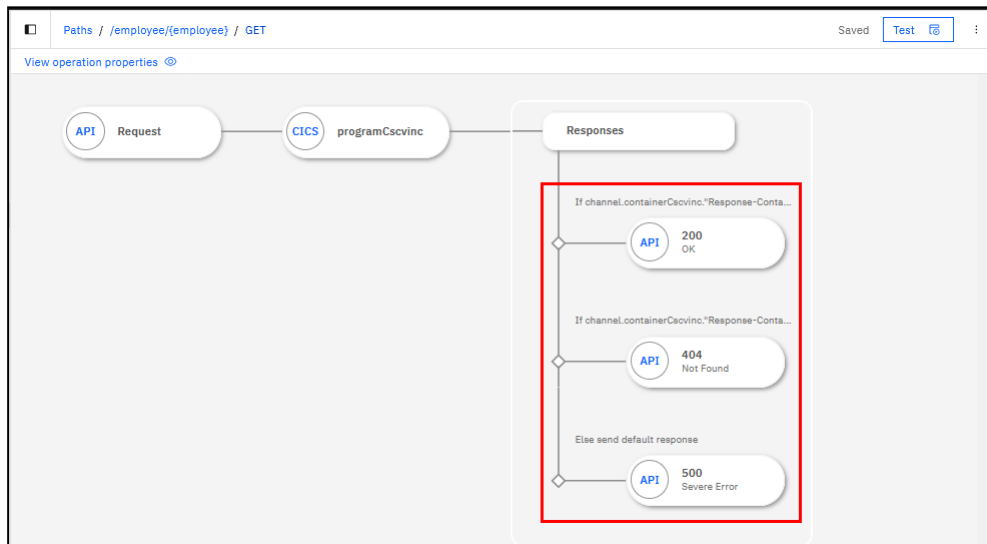 Paths / /employee/{employee} / GET
Saved
Test
View operation properties
API Request
CICS programCscvinc
Responses
If channel.containerCscvinc."Response-Conta...
API 200
OK
If channel.containerCscvinc."Response-Conta...
API 404
Not Found
Else send default response
API 500
Severe Error